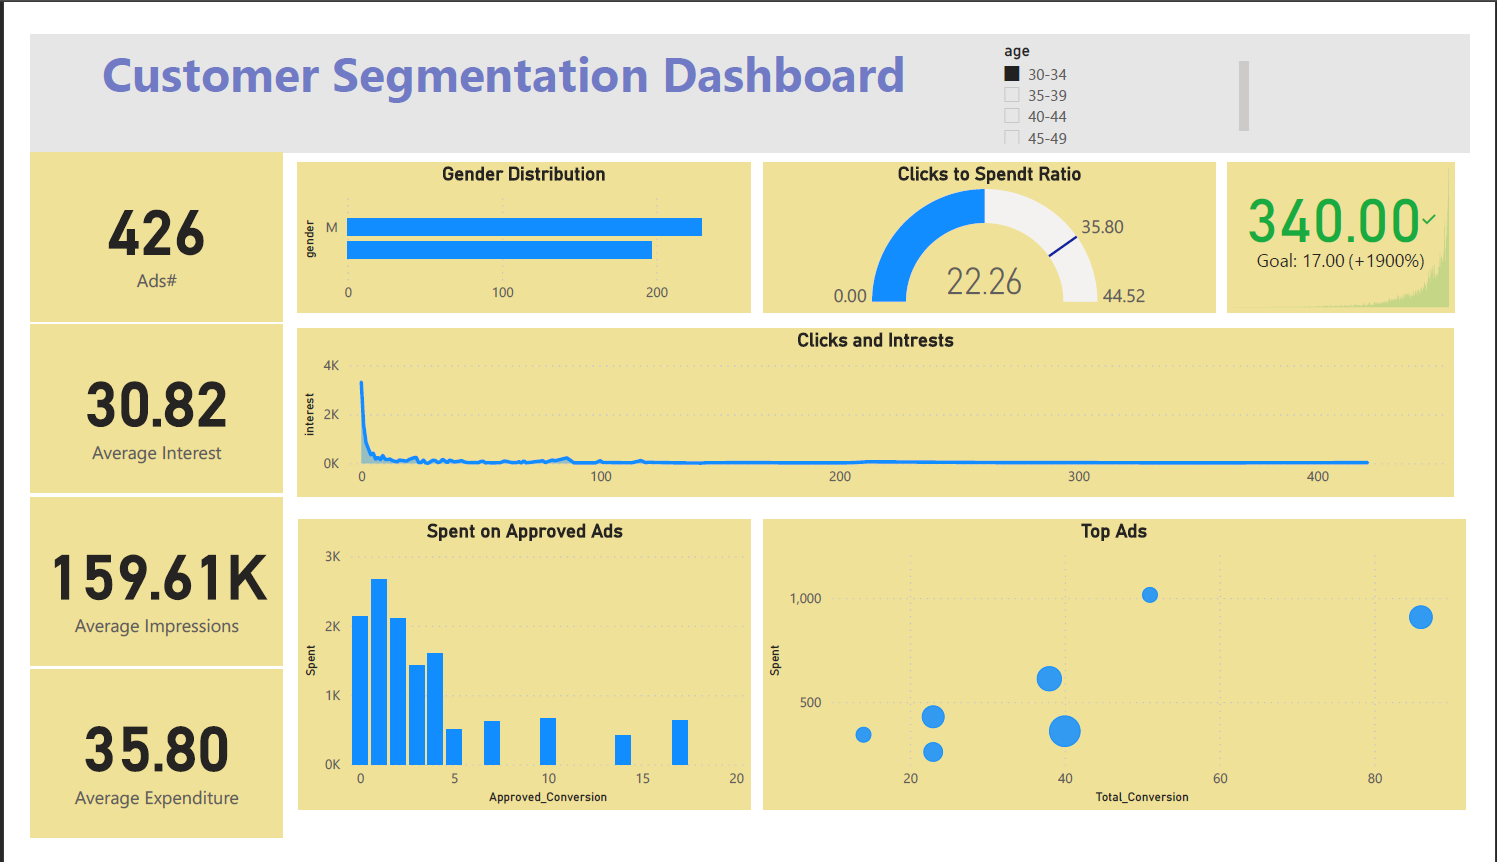 Customer Segmentation Dashboard
age
30-34
35-39
40-44
45-49
426
Ads#
30.82
Average Interest
159.61K
Average Impressions
35.80
Average Expenditure
Gender Distribution
gender
M
0
100
200
Clicks to Spendt Ratio
35.80
22.26
0.00
44.52
340.00
Goal: 17.00 (+1900%)
Clicks and Intrests
interest
4K
2K
0K
0
100
200
300
400
Spent on Approved Ads
Spent
3K
2K
1K
0K
0
5
10
15
20
Approved_Conversion
Top Ads
Spent
1,000
500
20
40
60
80
Total_Conversion